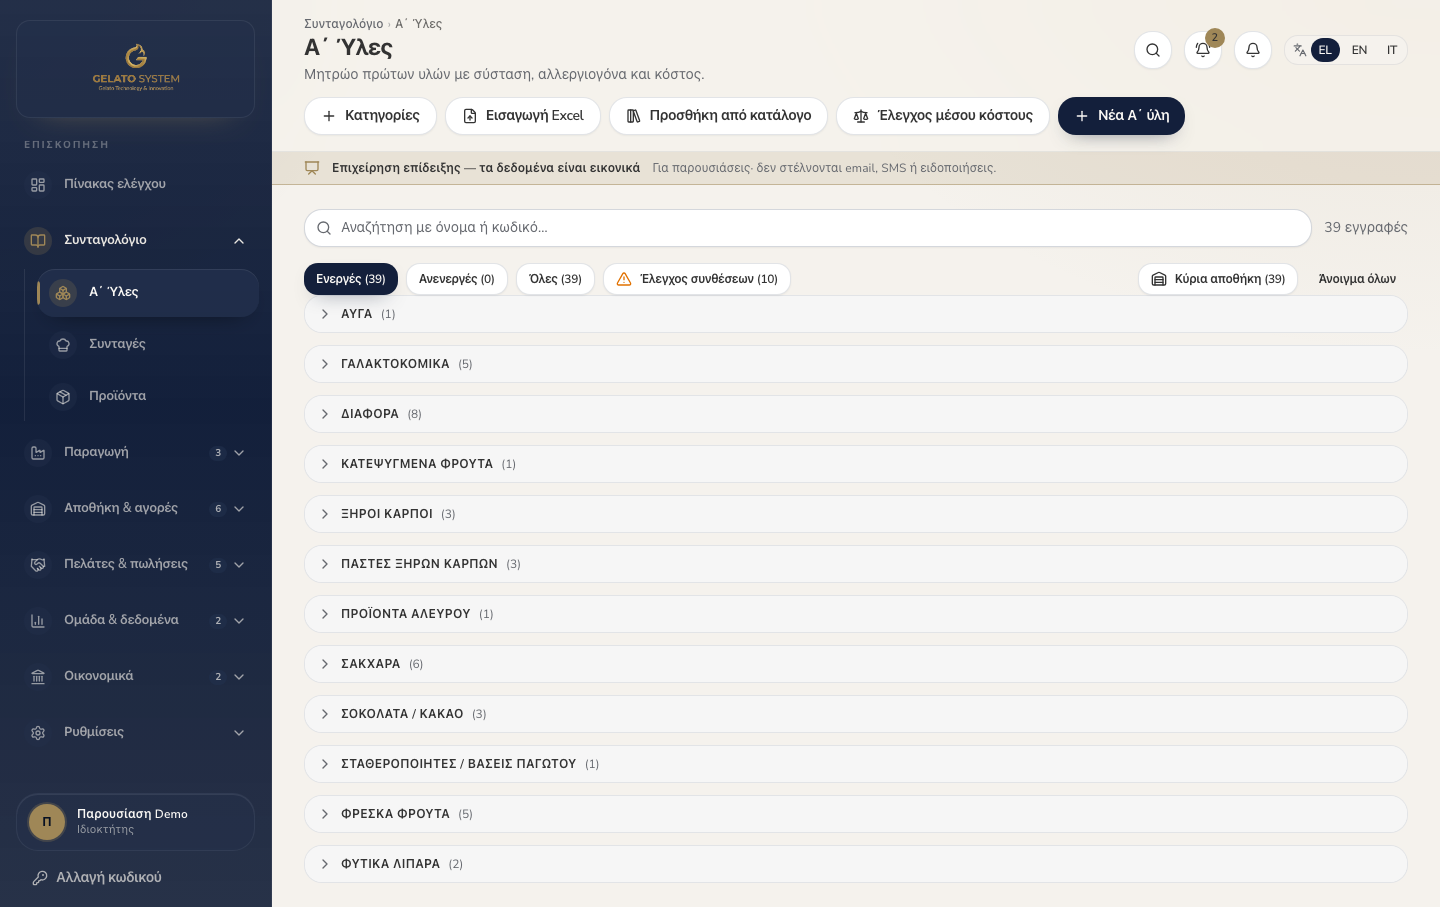 GELATO SYSTEM
Gelato Technology & Innovation
ΕΠΙΣΚΟΠΗΣΗ
Πίνακας ελέγχου
Συνταγολόγιο
Α΄ Ύλες
Συνταγές
Προϊόντα
Παραγωγή 3
Αποθήκη & αγορές 6
Πελάτες & πωλήσεις 5
Ομάδα & δεδομένα 2
Οικονομικά 2
Ρυθμίσεις
Π
Παρουσίαση Demo
Ιδιοκτήτης
Αλλαγή κωδικού
Συνταγολόγιο › Α΄ Ύλες
Α΄ Ύλες
Μητρώο πρώτων υλών με σύσταση, αλλεργιογόνα και κόστος.
2
EL EN IT
Κατηγορίες
Εισαγωγή Excel
Προσθήκη από κατάλογο
Έλεγχος μέσου κόστους
Νέα Α΄ ύλη
Επιχείρηση επίδειξης — τα δεδομένα είναι εικονικά Για παρουσιάσεις· δεν στέλνονται email, SMS ή ειδοποιήσεις.
Αναζήτηση με όνομα ή κωδικό...
39 εγγραφές
Ενεργές (39)
Ανενεργές (0)
Όλες (39)
Έλεγχος συνθέσεων (10)
Κύρια αποθήκη (39)
Άνοιγμα όλων
ΑΥΓΑ (1)
ΓΑΛΑΚΤΟΚΟΜΙΚΑ (5)
ΔΙΑΦΟΡΑ (8)
ΚΑΤΕΨΥΓΜΕΝΑ ΦΡΟΥΤΑ (1)
ΞΗΡΟΙ ΚΑΡΠΟΙ (3)
ΠΑΣΤΕΣ ΞΗΡΩΝ ΚΑΡΠΩΝ (3)
ΠΡΟΪΟΝΤΑ ΑΛΕΥΡΟΥ (1)
ΣΑΚΧΑΡΑ (6)
ΣΟΚΟΛΑΤΑ / ΚΑΚΑΟ (3)
ΣΤΑΘΕΡΟΠΟΙΗΤΕΣ / ΒΑΣΕΙΣ ΠΑΓΩΤΟΥ (1)
ΦΡΕΣΚΑ ΦΡΟΥΤΑ (5)
ΦΥΤΙΚΑ ΛΙΠΑΡΑ (2)